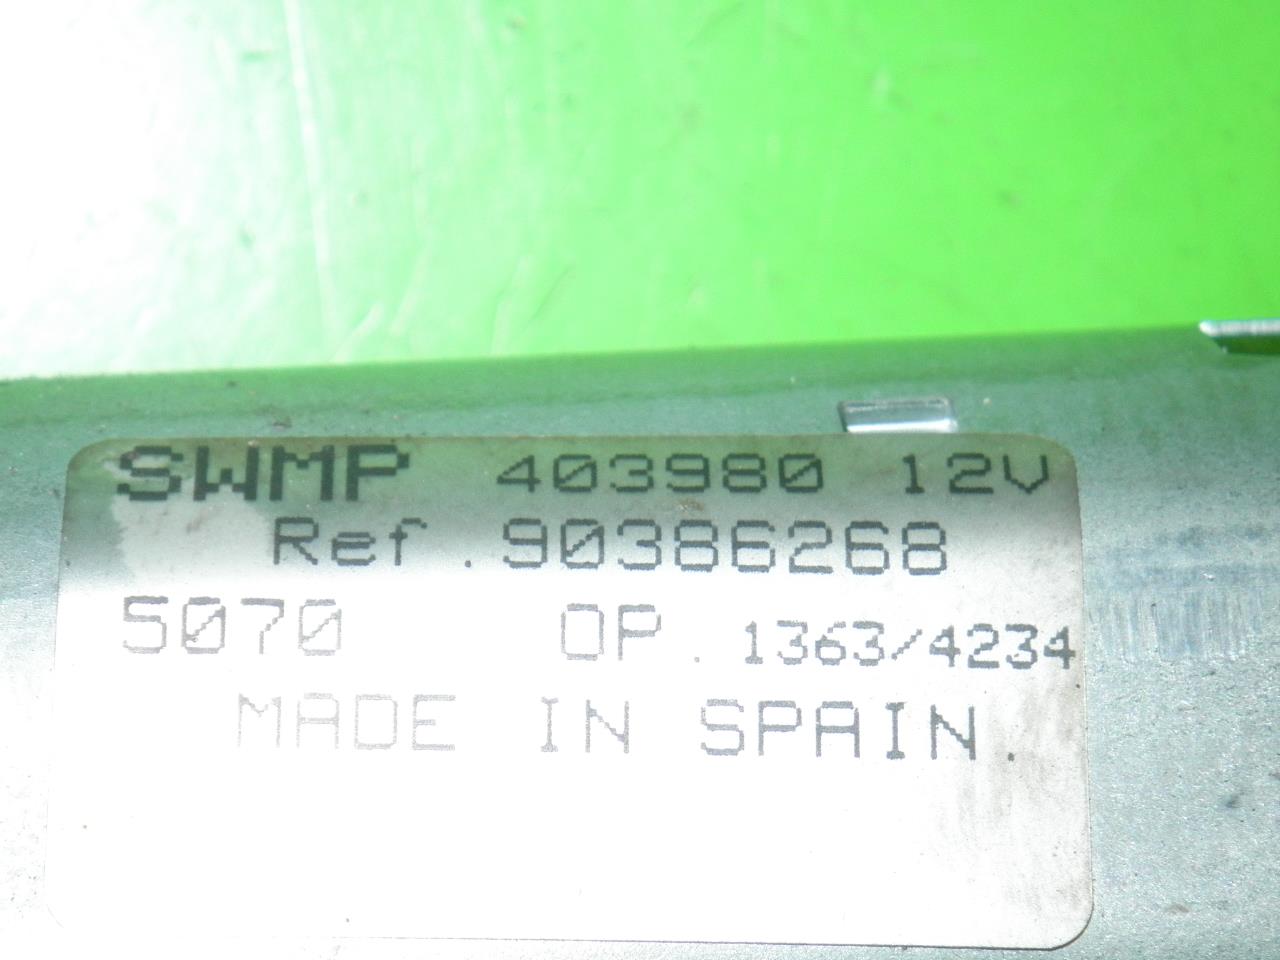 SWMP 403980 12V
Ref.90386268
5070 OP. 1363/4234
MADE IN SPAIN.